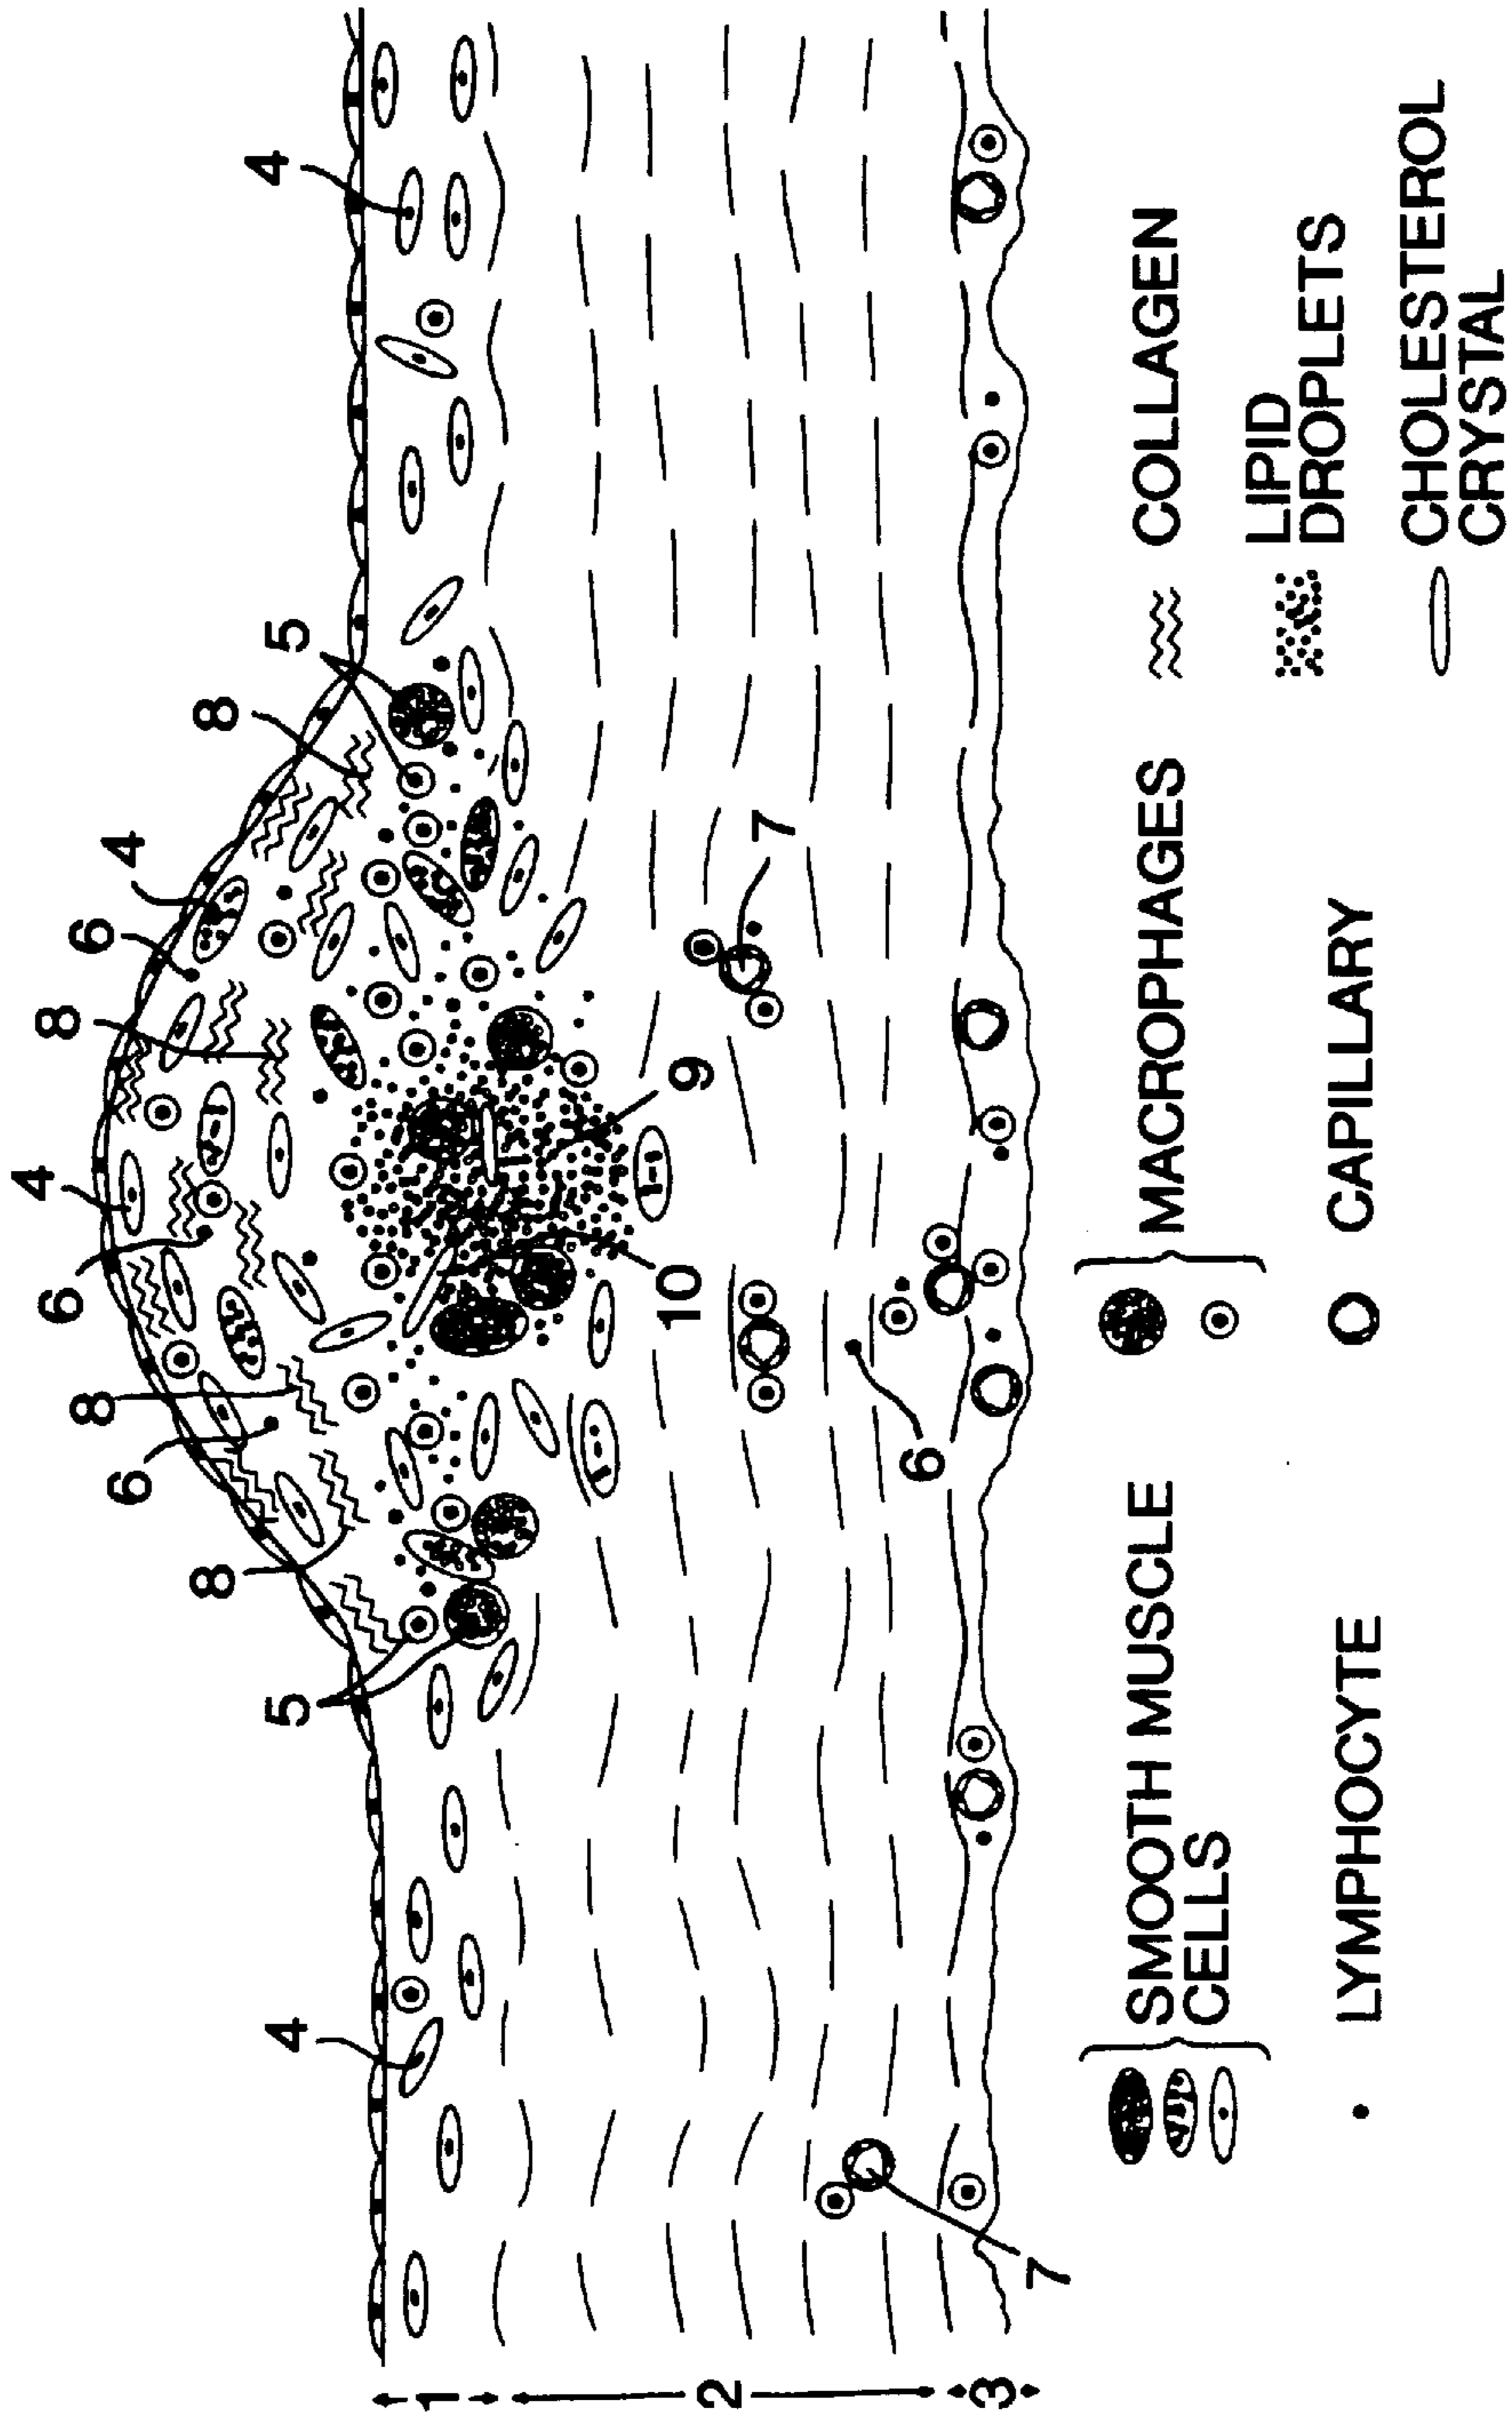 4
6
8
8
6
6
4
8
8
4
4
5
5
1
10
9
2
7
6
3
7
SMOOTH MUSCLE
CELLS
MACROPHAGES
COLLAGEN
LIPID
DROPLETS
LYMPHOCYTE
CAPILLARY
CHOLESTEROL
CRYSTAL